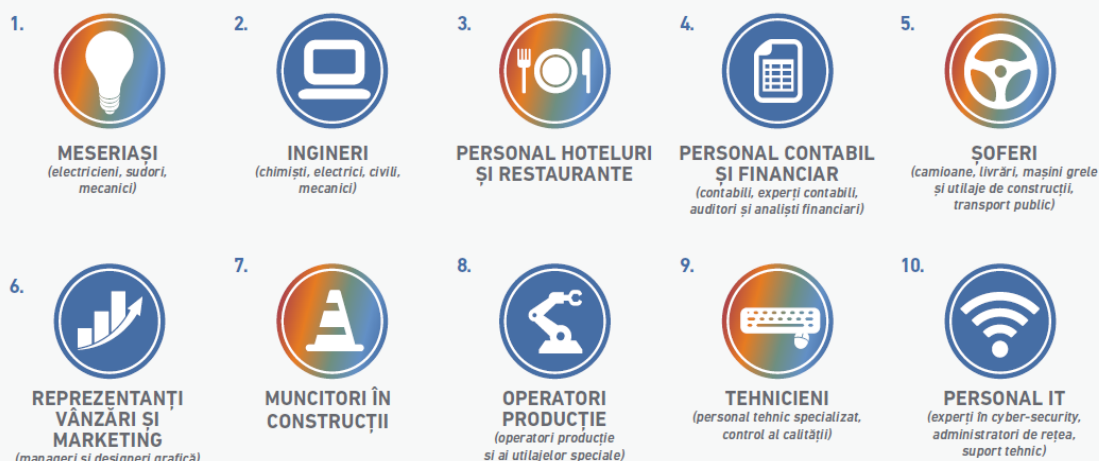 1.
MESERIAȘI
(electricieni, sudori,
mecanici)
2.
INGINERI
(chimiști, electrici, civili,
mecanici)
3.
PERSONAL HOTELURI
ȘI RESTAURANTE
4.
PERSONAL CONTABIL
ȘI FINANCIAR
(contabili, experți contabili,
auditori și analiști financiari)
5.
ȘOFERI
(camioane, livrări, mașini grele
și utilaje de construcții,
transport public)
6.
REPREZENTANȚI
VÂNZĂRI ȘI
MARKETING
(manageri și designeri grafică)
7.
MUNCITORI ÎN
CONSTRUCȚII
8.
OPERATORI
PRODUCȚIE
(operatori producție
și ai utilajelor speciale)
9.
TEHNICIENI
(personal tehnic specializat,
control al calității)
10.
PERSONAL IT
(experți în cyber-security,
administratori de rețea,
suport tehnic)